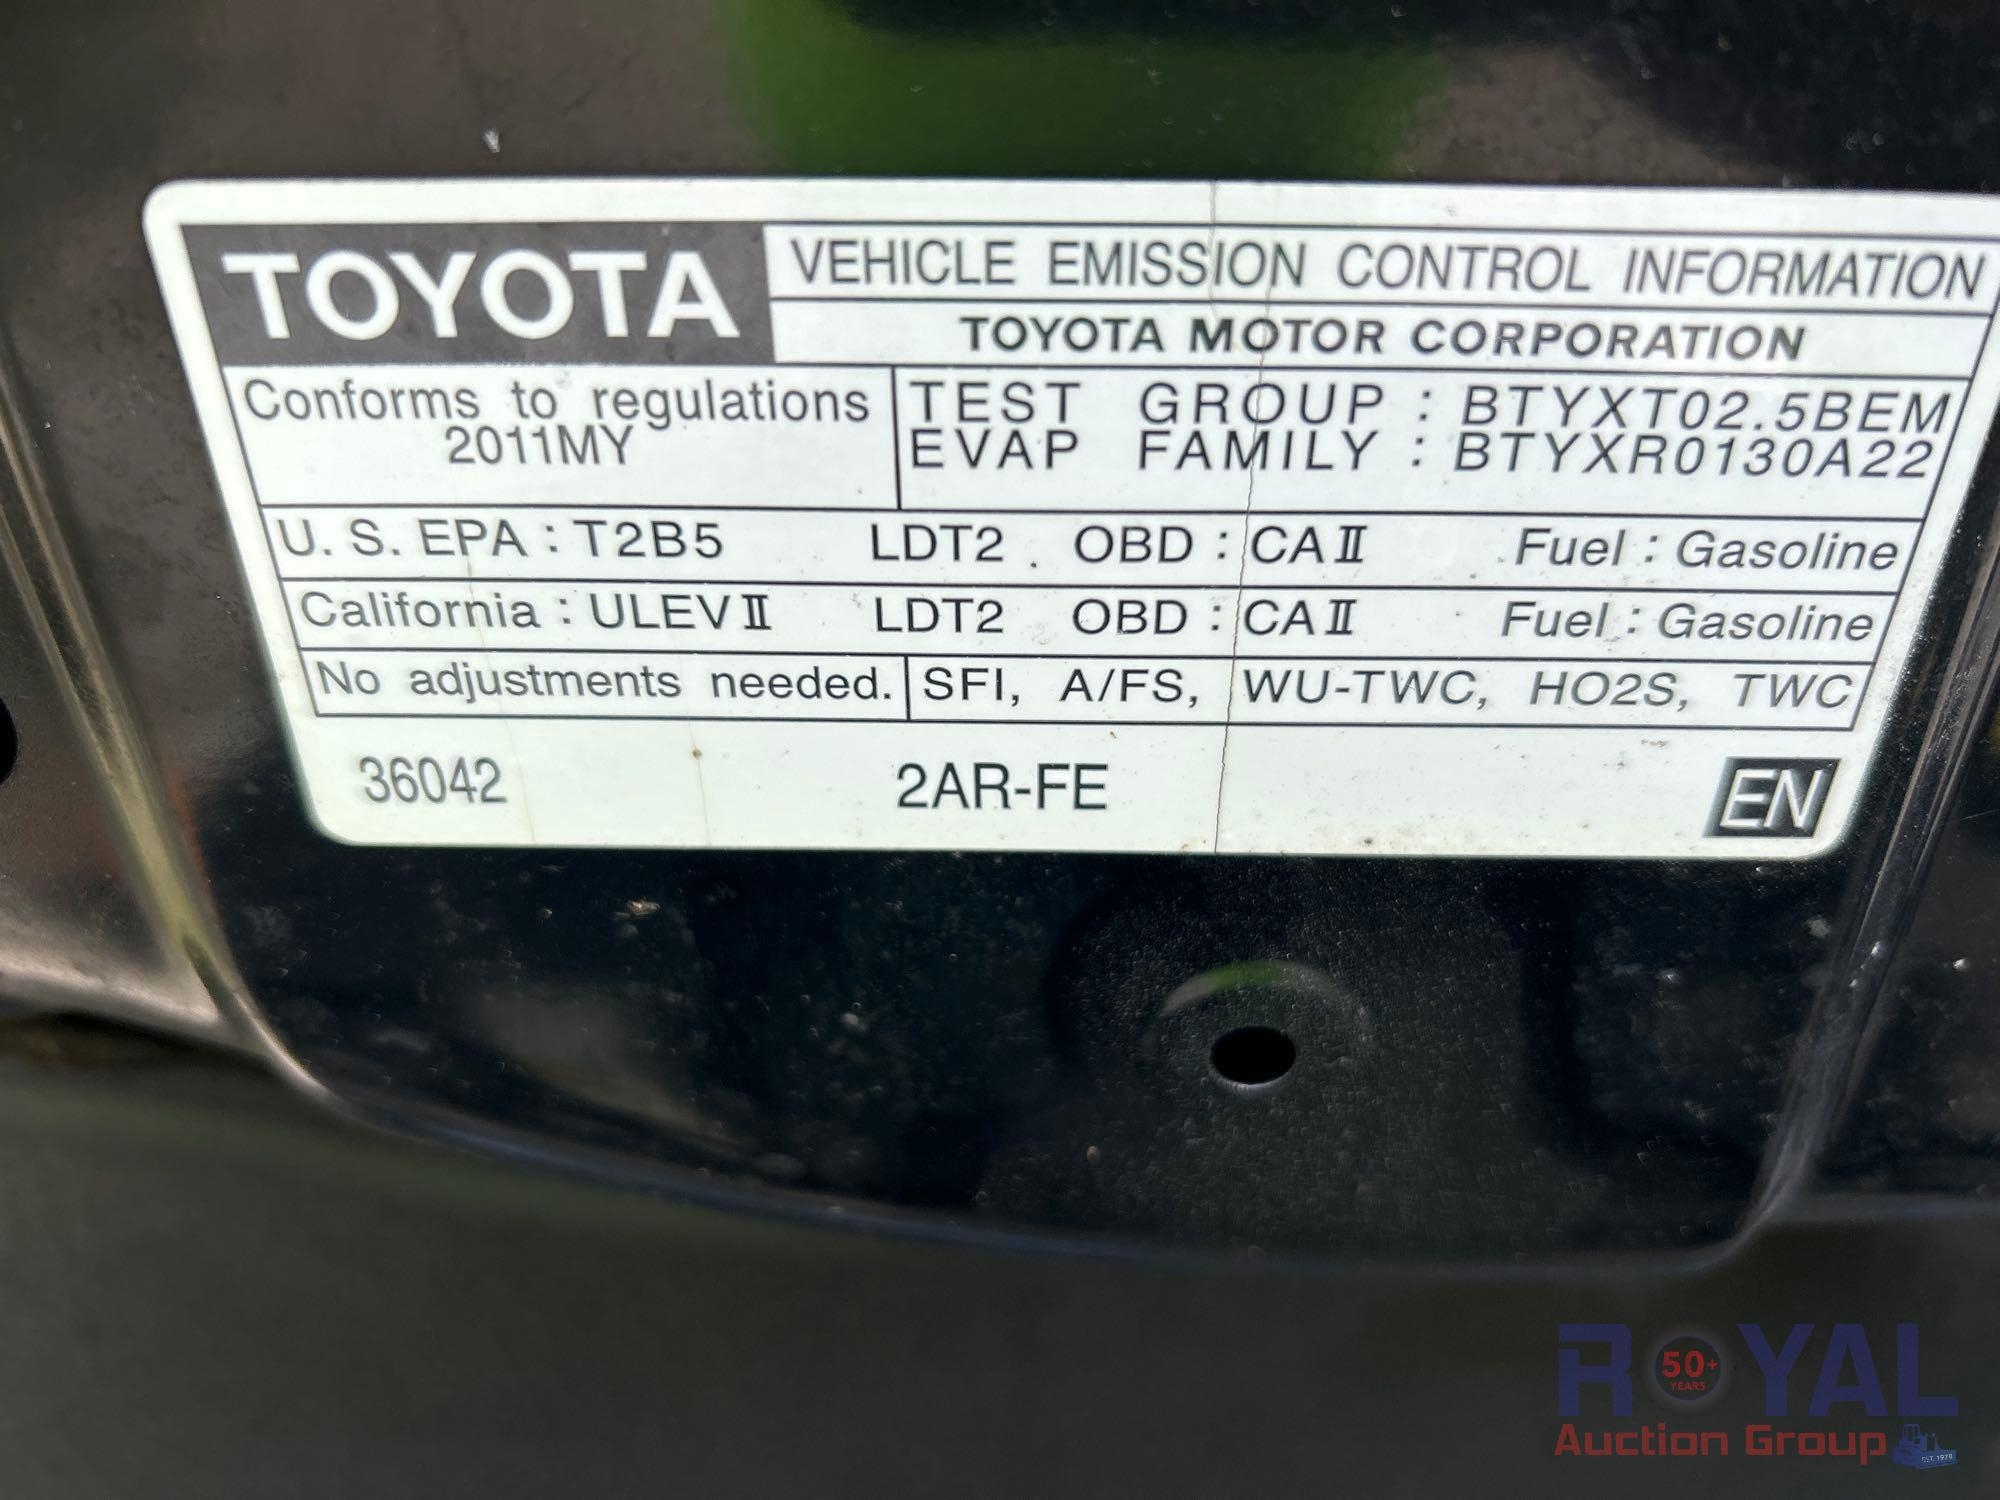 TOYOTA
VEHICLE EMISSION CONTROL INFORMATION
TOYOTA MOTOR CORPORATION
Conforms to regulations
2011MY
TEST GROUP : BTYXT02.5BEM
EVAP FAMILY : BTYXR0130A22
U. S. EPA : T2B5 LDT2 OBD : CAⅡ Fuel : Gasoline
California : ULEVⅡ LDT2 OBD : CAⅡ Fuel : Gasoline
No adjustments needed. SFI, A/FS, WU-TWC, HO2S, TWC
36042 2AR-FE EN
ROYAL
50+
YEARS
Auction Group
EST. 1970